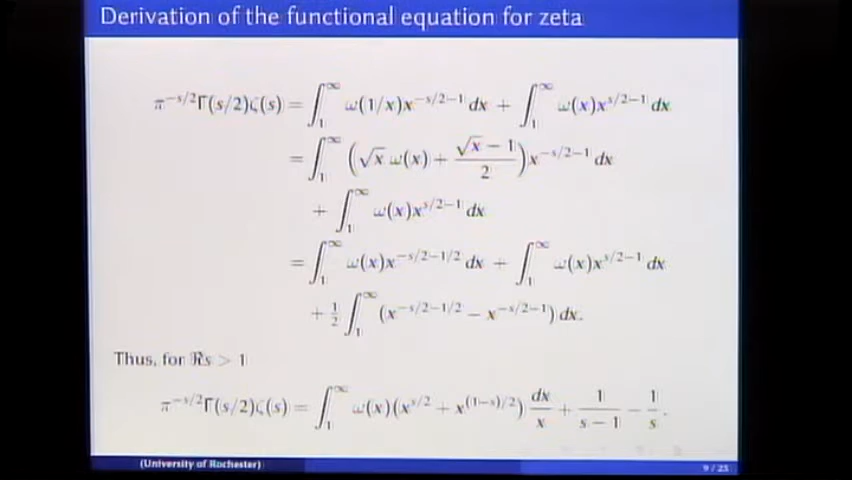 Derivation of the functional equation for zeta
π^{-s/2}Γ(s/2)ζ(s) = ∫_1^∞ ω(1/x)x^{-s/2-1} dx + ∫_1^∞ ω(x)x^{s/2-1} dx
= ∫_1^∞ (√x ω(x) + (√x − 1)/2) x^{-s/2-1} dx
+ ∫_1^∞ ω(x)x^{s/2-1} dx
= ∫_1^∞ ω(x)x^{-s/2-1/2} dx + ∫_1^∞ ω(x)x^{s/2-1} dx
+ 1/2 ∫_1^∞ (x^{-s/2-1/2} − x^{-s/2-1}) dx.
Thus, for ℜs > 1
π^{-s/2}Γ(s/2)ζ(s) = ∫_1^∞ ω(x)(x^{s/2} + x^{(1-s)/2}) dx/x + 1/(s − 1) − 1/s.
(University of Rochester)
9 / 23